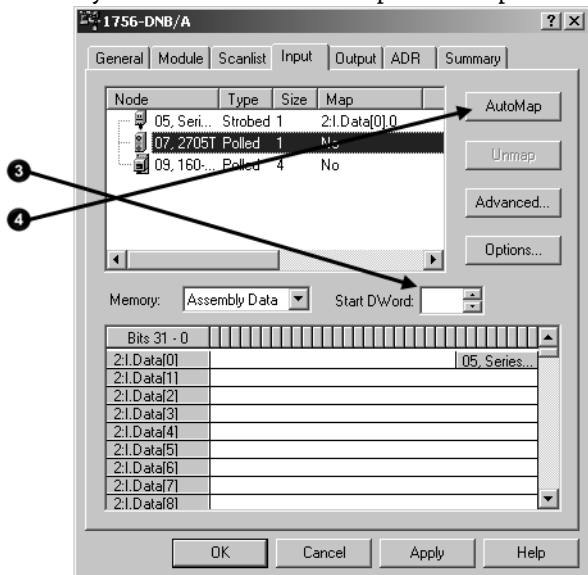 1756-DNB/A
General Module Scanlist Input Output ADR Summary
Node Type Size Map
05, Seri... Strobed 1 2:I.Data[0].0
07, 2705T Polled 1 No
09, 160-... Polled 4 No
AutoMap
Unmap
Advanced...
Options...
3
4
Memory: Assembly Data Start DWord:
Bits 31 - 0
2:I.Data[0] 05, Series...
2:I.Data[1]
2:I.Data[2]
2:I.Data[3]
2:I.Data[4]
2:I.Data[5]
2:I.Data[6]
2:I.Data[7]
2:I.Data[8]
OK Cancel Apply Help